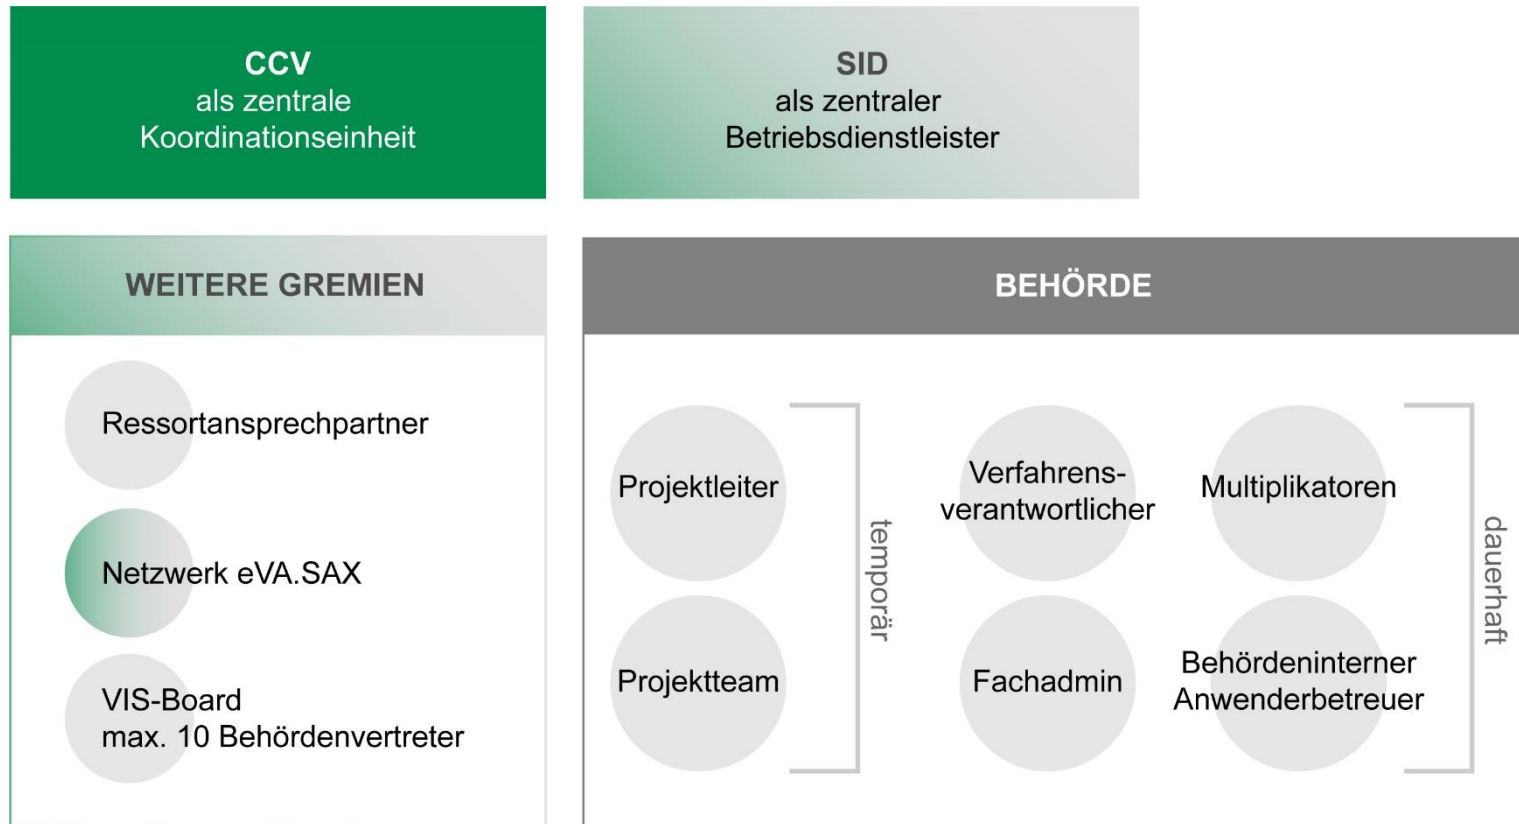 CCV
als zentrale
Koordinationseinheit
SID
als zentraler
Betriebsdienstleister
WEITERE GREMIEN
Ressortansprechpartner
Netzwerk eVA.SAX
VIS-Board
max. 10 Behördenvertreter
BEHÖRDE
Projektleiter
Projektteam
temporär
Verfahrens-
verantwortlicher
Multiplikatoren
Fachadmin
Behördeninterner
Anwenderbetreuer
dauerhaft